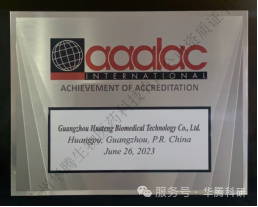 aaalac
INTERNATIONAL
ACHIEVEMENT OF ACCREDITATION
Guangzhou Huateng Biomedical Technology Co., Ltd.
Huangpu, Guangzhou, P.R. China
June 26, 2023
服务号 · 华腾科研